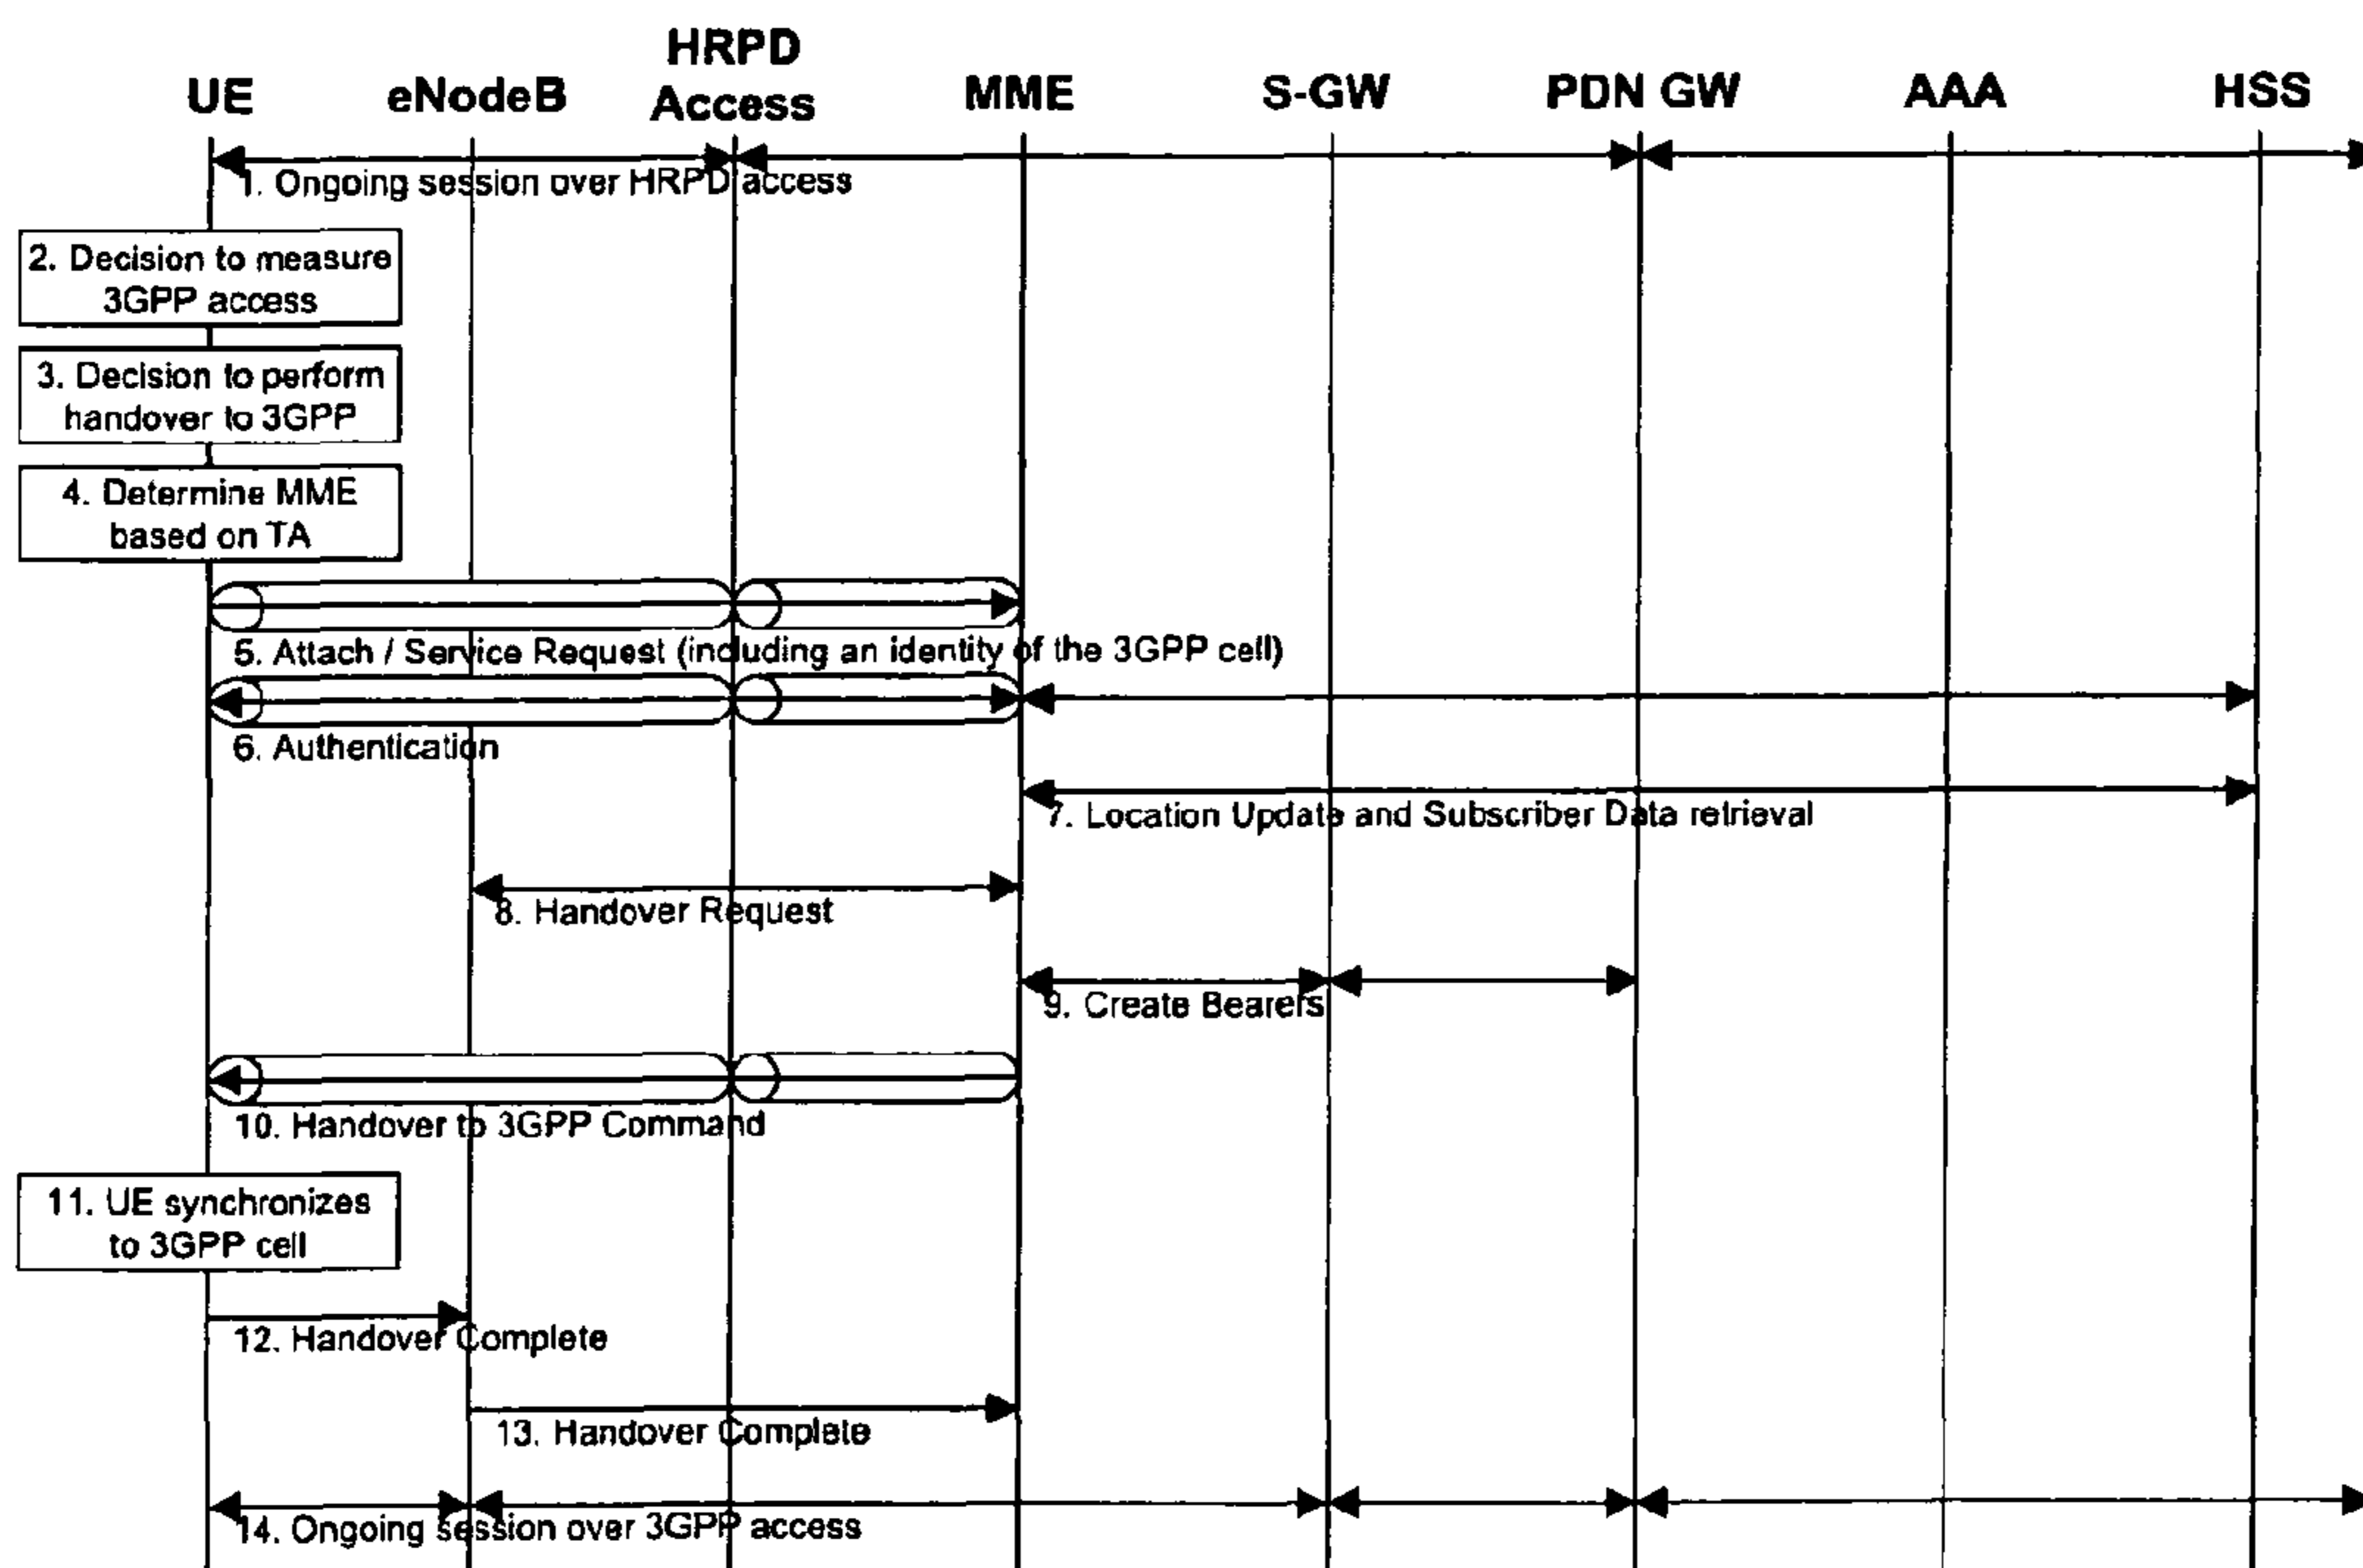 UE
eNodeB
HRPD
Access
MME
S-GW
PDN GW
AAA
HSS
1. Ongoing session over HRPD access
2. Decision to measure
3GPP access
3. Decision to perform
handover to 3GPP
4. Determine MME
based on TA
5. Attach / Service Request (including an identity of the 3GPP cell)
6. Authentication
7. Location Update and Subscriber Data retrieval
8. Handover Request
9. Create Bearers
10. Handover to 3GPP Command
11. UE synchronizes
to 3GPP cell
12. Handover Complete
13. Handover Complete
14. Ongoing session over 3GPP access